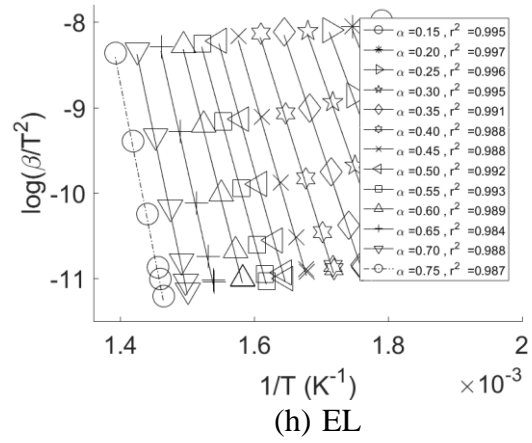 -8
-9
-10
-11
log(β/T²)
α =0.15 , r² =0.995
α =0.20 , r² =0.997
α =0.25 , r² =0.996
α =0.30 , r² =0.995
α =0.35 , r² =0.991
α =0.40 , r² =0.988
α =0.45 , r² =0.988
α =0.50 , r² =0.992
α =0.55 , r² =0.993
α =0.60 , r² =0.989
α =0.65 , r² =0.984
α =0.70 , r² =0.988
α =0.75 , r² =0.987
1.4 1.6 1.8 2
1/T (K⁻¹) ×10⁻³
(h) EL